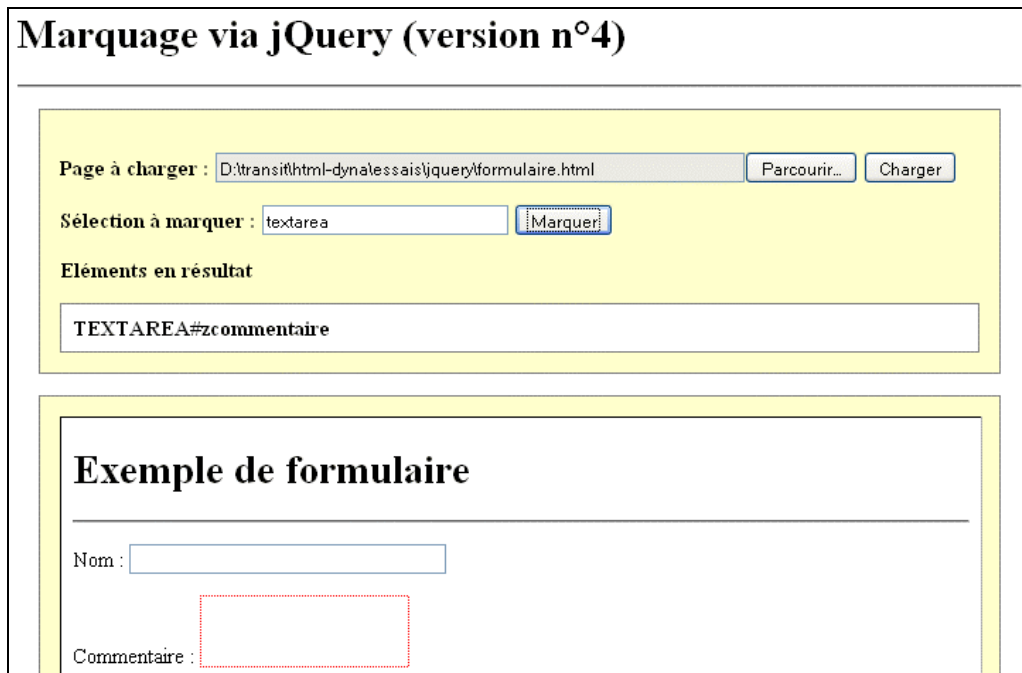 Marquage via jQuery (version n°4)
Page à charger : D:\transit\html-dyna\essais\jquery\formulaire.html Parcourir... Charger
Sélection à marquer : textarea Marquer
Eléments en résultat
TEXTAREA#zcommentaire
Exemple de formulaire
Nom :
Commentaire :